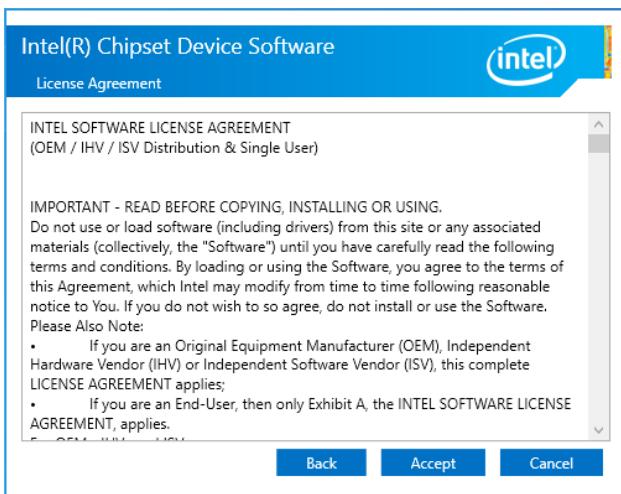 Intel(R) Chipset Device Software
intel
License Agreement
INTEL SOFTWARE LICENSE AGREEMENT
(OEM / IHV / ISV Distribution & Single User)
IMPORTANT - READ BEFORE COPYING, INSTALLING OR USING.
Do not use or load software (including drivers) from this site or any associated
materials (collectively, the "Software") until you have carefully read the following
terms and conditions. By loading or using the Software, you agree to the terms of
this Agreement, which Intel may modify from time to time following reasonable
notice to You. If you do not wish to so agree, do not install or use the Software.
Please Also Note:
• If you are an Original Equipment Manufacturer (OEM), Independent
Hardware Vendor (IHV) or Independent Software Vendor (ISV), this complete
LICENSE AGREEMENT applies;
• If you are an End-User, then only Exhibit A, the INTEL SOFTWARE LICENSE
AGREEMENT, applies.
Back Accept Cancel